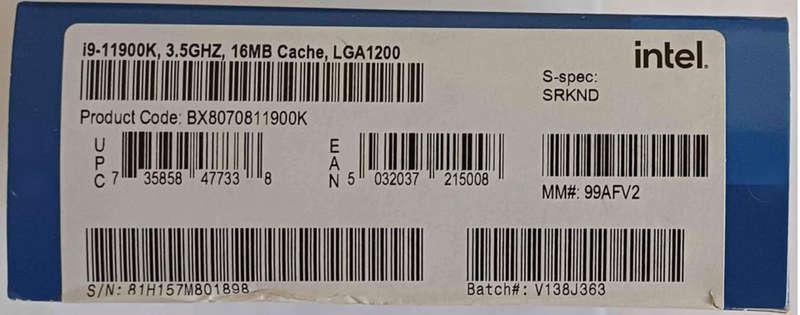 i9-11900K, 3.5GHZ, 16MB Cache, LGA1200
intel.
S-spec:
SRKND
Product Code: BX8070811900K
UPC 7 35858 47733 8
EAN 5 032037 215008
MM#: 99AFV2
S/N: 81H157M801898
Batch#: V138J363